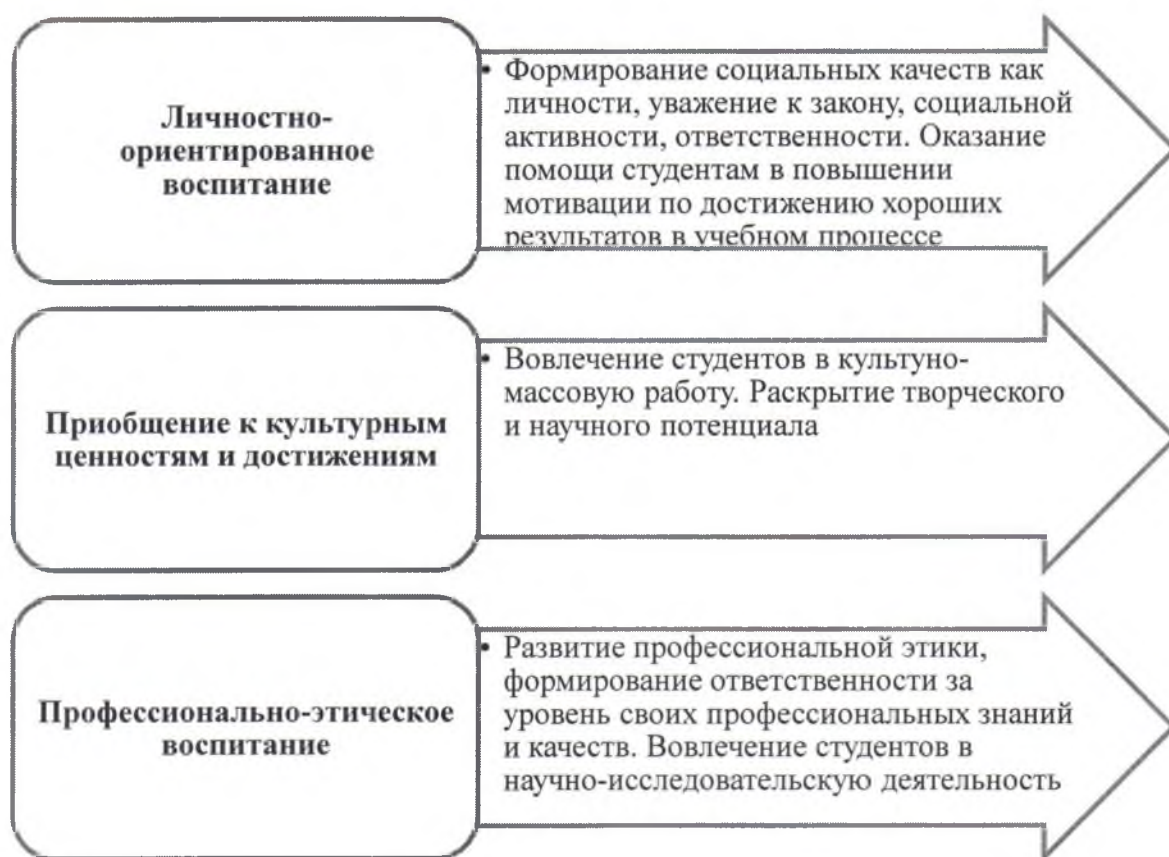 Личностно-
ориентированное
воспитание
• Формирование социальных качеств как
личности, уважение к закону, социальной
активности, ответственности. Оказание
помощи студентам в повышении
мотивации по достижению хороших
результатов в учебном процессе
Приобщение к культурным
ценностям и достижениям
• Вовлечение студентов в культуно-
массовую работу. Раскрытие творческого
и научного потенциала
Профессионально-этическое
воспитание
• Развитие профессиональной этики,
формирование ответственности за
уровень своих профессиональных знаний
и качеств. Вовлечение студентов в
научно-исследовательскую деятельность